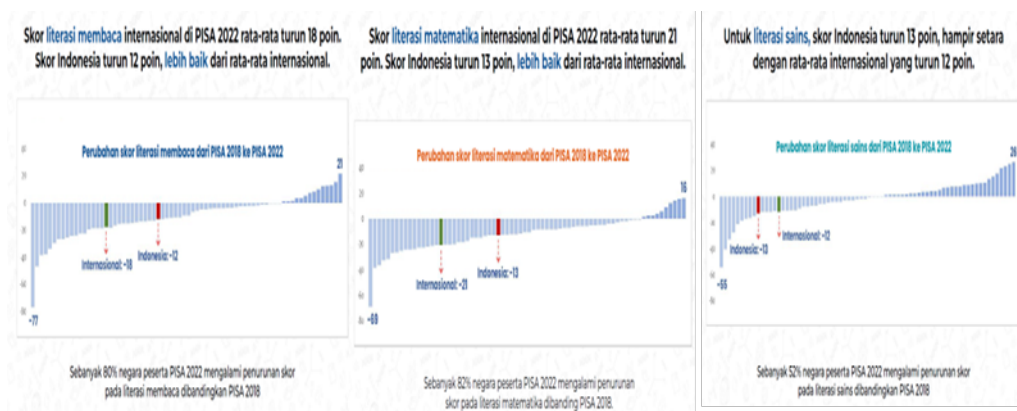 Skor literasi membaca internasional di PISA 2022 rata-rata turun 18 poin.
Skor Indonesia turun 12 poin, lebih baik dari rata-rata internasional.
Perubahan skor literasi membaca dari PISA 2018 ke PISA 2022
21
Internasional: -18
Indonesia: -12
-77
Sebanyak 80% negara peserta PISA 2022 mengalami penurunan skor
pada literasi membaca dibandingkan PISA 2018
Skor literasi matematika internasional di PISA 2022 rata-rata turun 21
poin. Skor Indonesia turun 13 poin, lebih baik dari rata-rata internasional.
Perubahan skor literasi matematika dari PISA 2018 ke PISA 2022
16
Internasional: -21
Indonesia: -13
-69
Sebanyak 82% negara peserta PISA 2022 mengalami penurunan
skor pada literasi matematika dibanding PISA 2018.
Untuk literasi sains, skor Indonesia turun 13 poin, hampir setara
dengan rata-rata internasional yang turun 12 poin.
Perubahan skor literasi sains dari PISA 2018 ke PISA 2022
Indonesia: -13
Internasional: -12
Sebanyak 52% negara peserta PISA 2022 mengalami penurunan skor
pada literasi sains dibandingkan PISA 2018